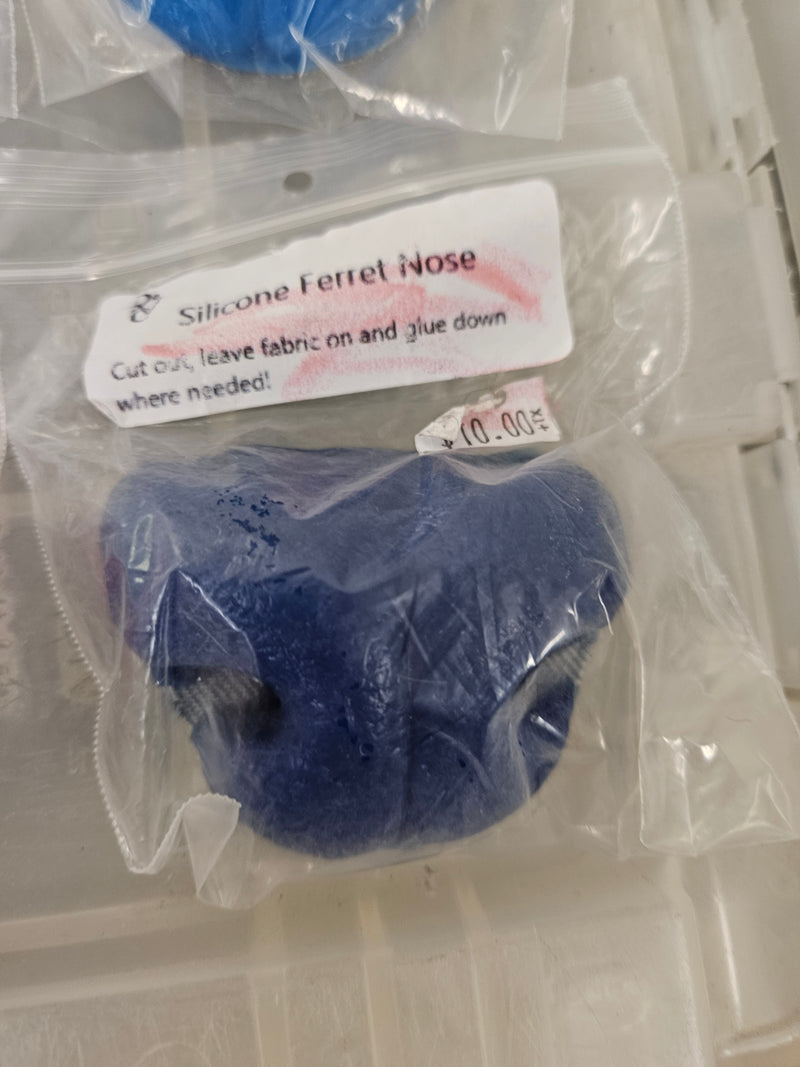 Silicone Ferret Nose
Cut out, leave fabric on and glue down
where needed!
10.00